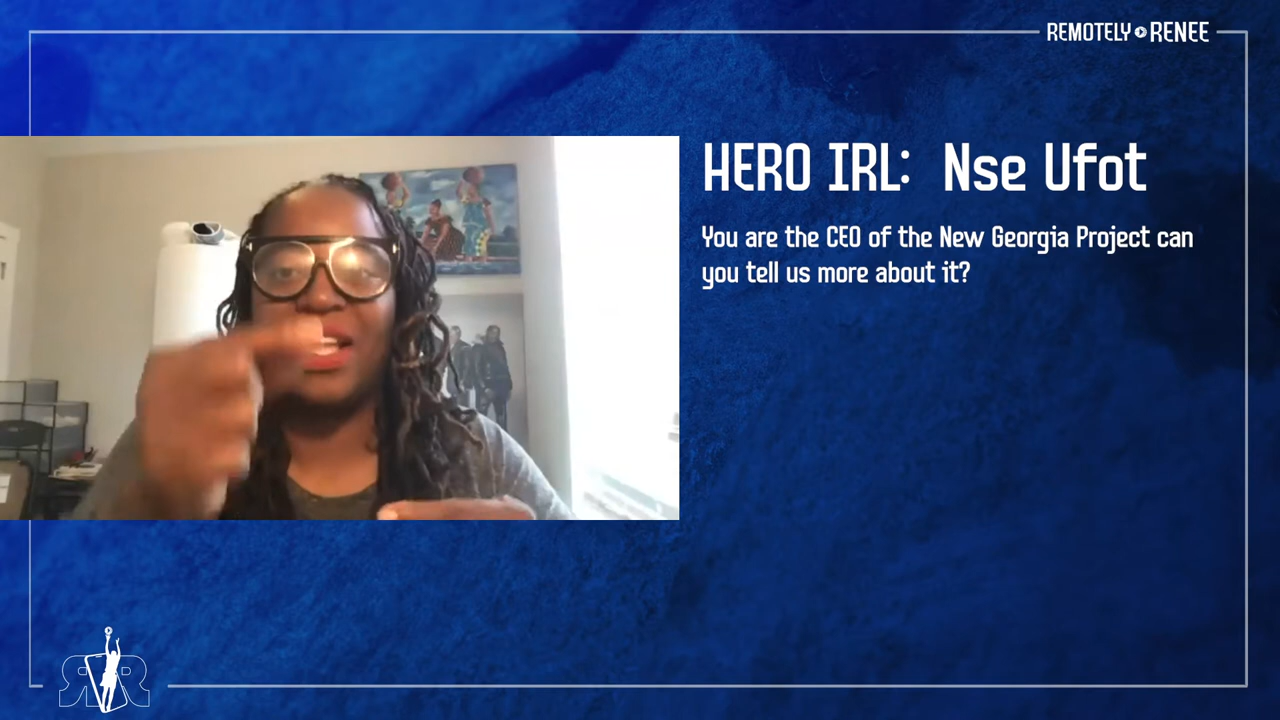 REMOTELY RENEE
HERO IRL: Nse Ufot
You are the CEO of the New Georgia Project can
you tell us more about it?
RR